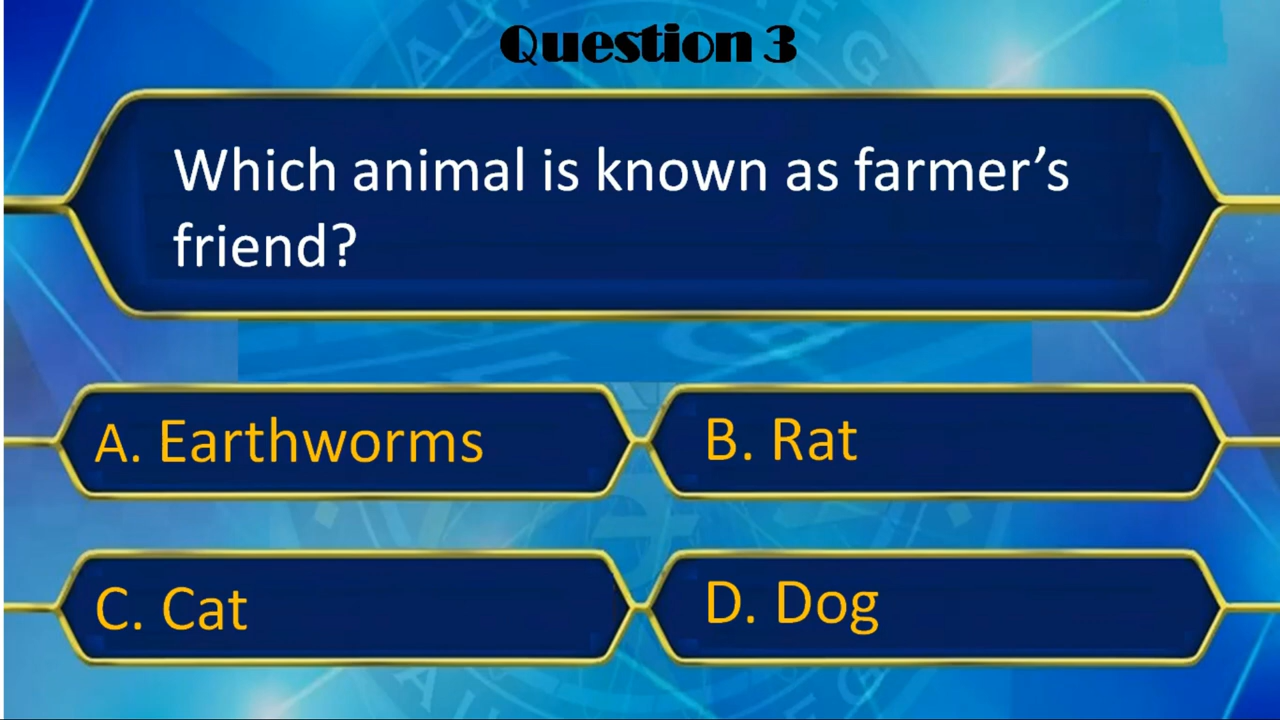 Question 3
Which animal is known as farmer’s
friend?
A. Earthworms
B. Rat
C. Cat
D. Dog